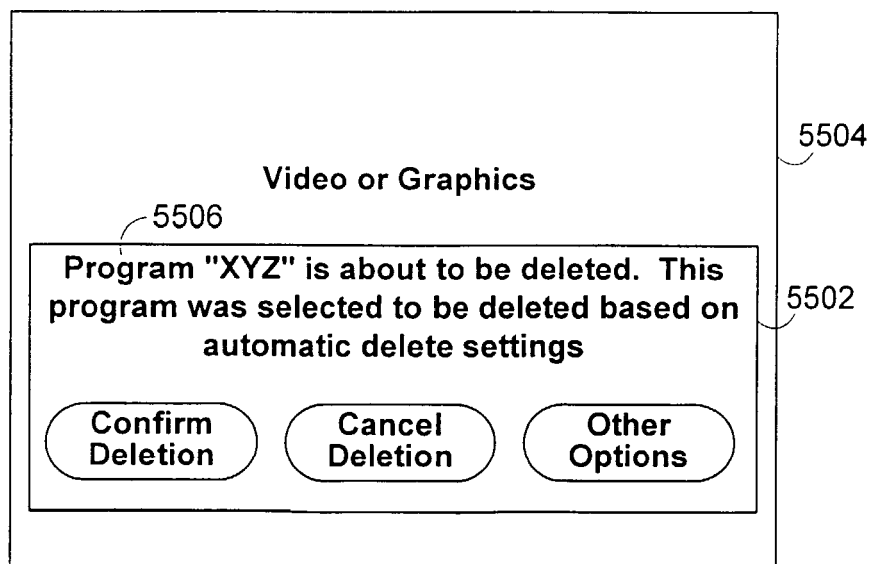 5504
Video or Graphics
5506
Program "XYZ" is about to be deleted. This
program was selected to be deleted based on
automatic delete settings
5502
Confirm
Deletion
Cancel
Deletion
Other
Options